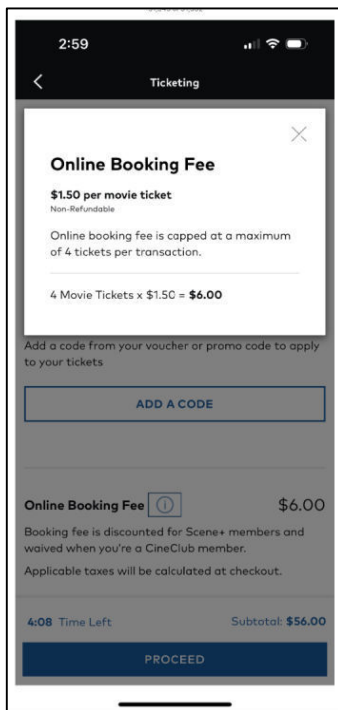 2:59
Ticketing
Online Booking Fee
$1.50 per movie ticket
Non-Refundable
Online booking fee is capped at a maximum
of 4 tickets per transaction.
4 Movie Tickets x $1.50 = $6.00
Add a code from your voucher or promo code to apply
to your tickets
ADD A CODE
Online Booking Fee $6.00
Booking fee is discounted for Scene+ members and
waived when you're a CineClub member.
Applicable taxes will be calculated at checkout.
4:08 Time Left Subtotal: $56.00
PROCEED